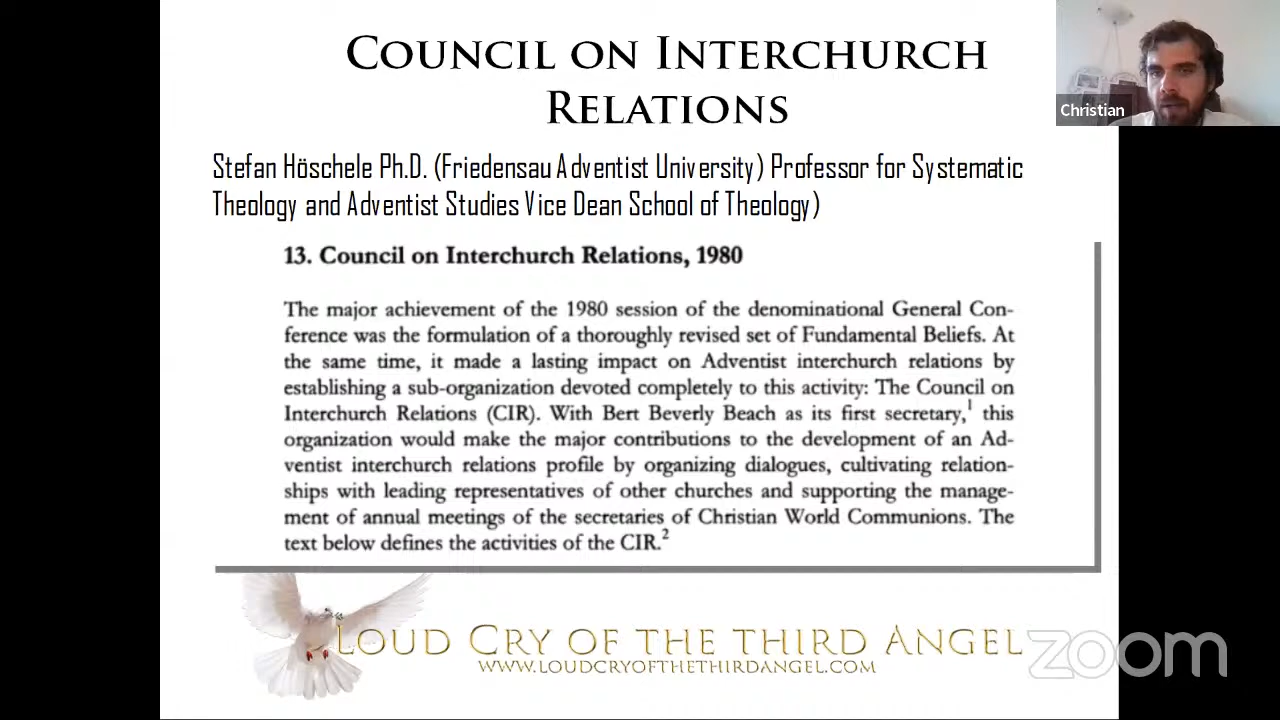 COUNCIL ON INTERCHURCH
RELATIONS
Christian
Stefan Höschele Ph.D. (Friedensau Adventist University) Professor for Systematic
Theology and Adventist Studies Vice Dean School of Theology)
13. Council on Interchurch Relations, 1980
The major achievement of the 1980 session of the denominational General Con-
ference was the formulation of a thoroughly revised set of Fundamental Beliefs. At
the same time, it made a lasting impact on Adventist interchurch relations by
establishing a sub-organization devoted completely to this activity: The Council on
Interchurch Relations (CIR). With Bert Beverly Beach as its first secretary,1 this
organization would make the major contributions to the development of an Ad-
ventist interchurch relations profile by organizing dialogues, cultivating relation-
ships with leading representatives of other churches and supporting the manage-
ment of annual meetings of the secretaries of Christian World Communions. The
text below defines the activities of the CIR.2
LOUD CRY OF THE THIRD ANGEL
WWW.LOUDCRYOFTHETHIRDANGEL.COM
zoom